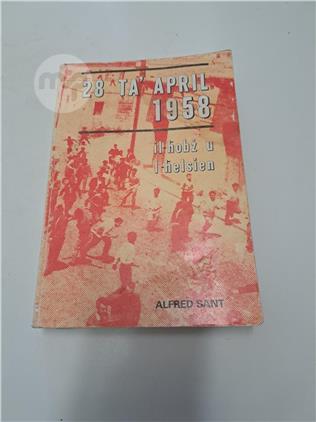 28 TA' APRIL
1958
il-ħobż u
l-ħelsien
ALFRED SANT